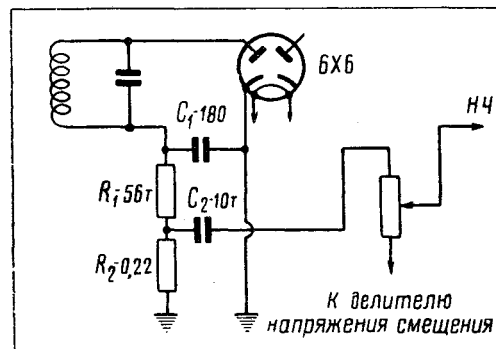 6Х6
НЧ
C₁-180
R₁-56т
C₂-10т
R₂-0,22
К делителю
напряжения смещения